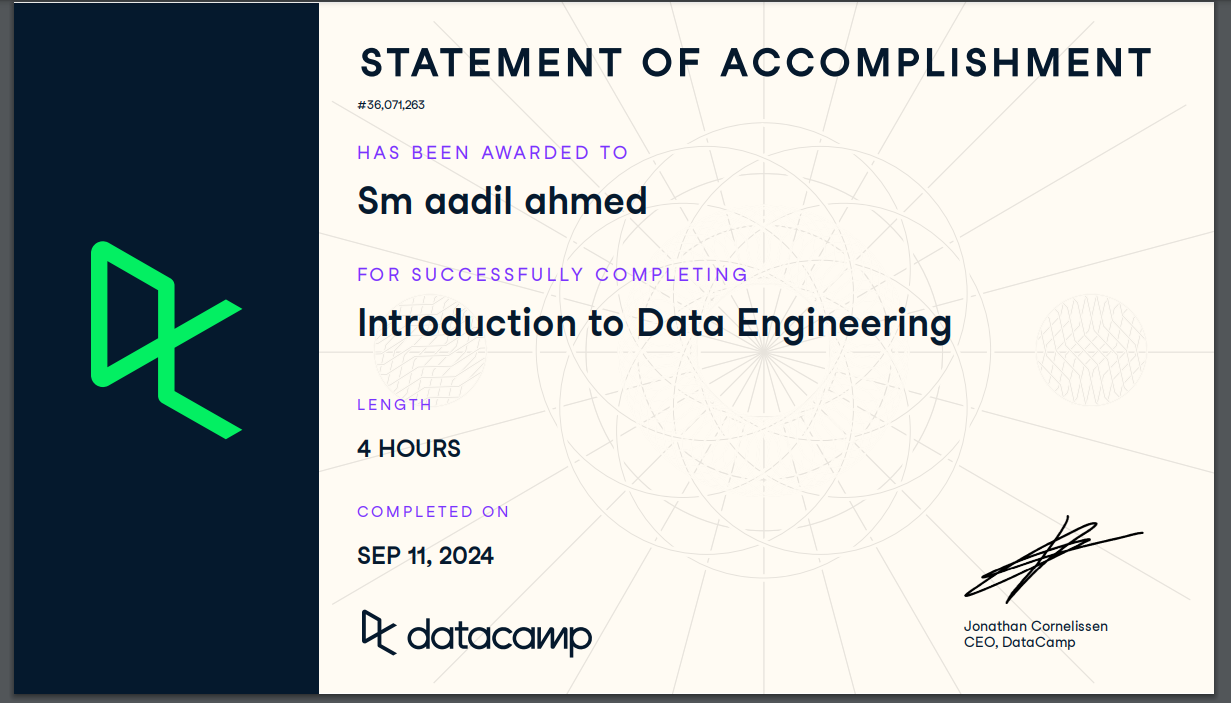 STATEMENT OF ACCOMPLISHMENT
#36,071,263
HAS BEEN AWARDED TO
Sm aadil ahmed
FOR SUCCESSFULLY COMPLETING
Introduction to Data Engineering
LENGTH
4 HOURS
COMPLETED ON
SEP 11, 2024
datacamp
Jonathan Cornelissen
CEO, DataCamp